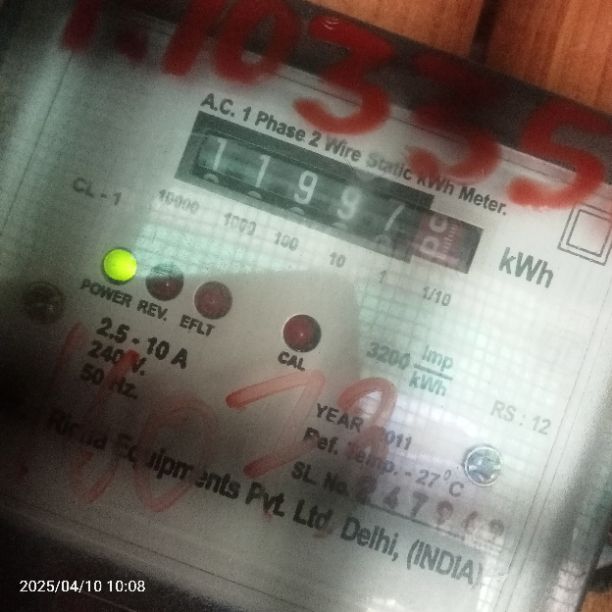 1.10335
A.C. 1 Phase 2 Wire Static kWh Meter.
1 1 9 9 7
kWh
CL - 1
10000 1000 100 10 1 1/10
POWER REV. EFLT
CAL
2.5 - 10 A
240 V.
50 Hz.
3200 imp/kWh
RS : 12
YEAR 2011
Ref. Temp. - 27°C
SL. No.
Equipments Pvt. Ltd. Delhi, (INDIA)
2025/04/10 10:08